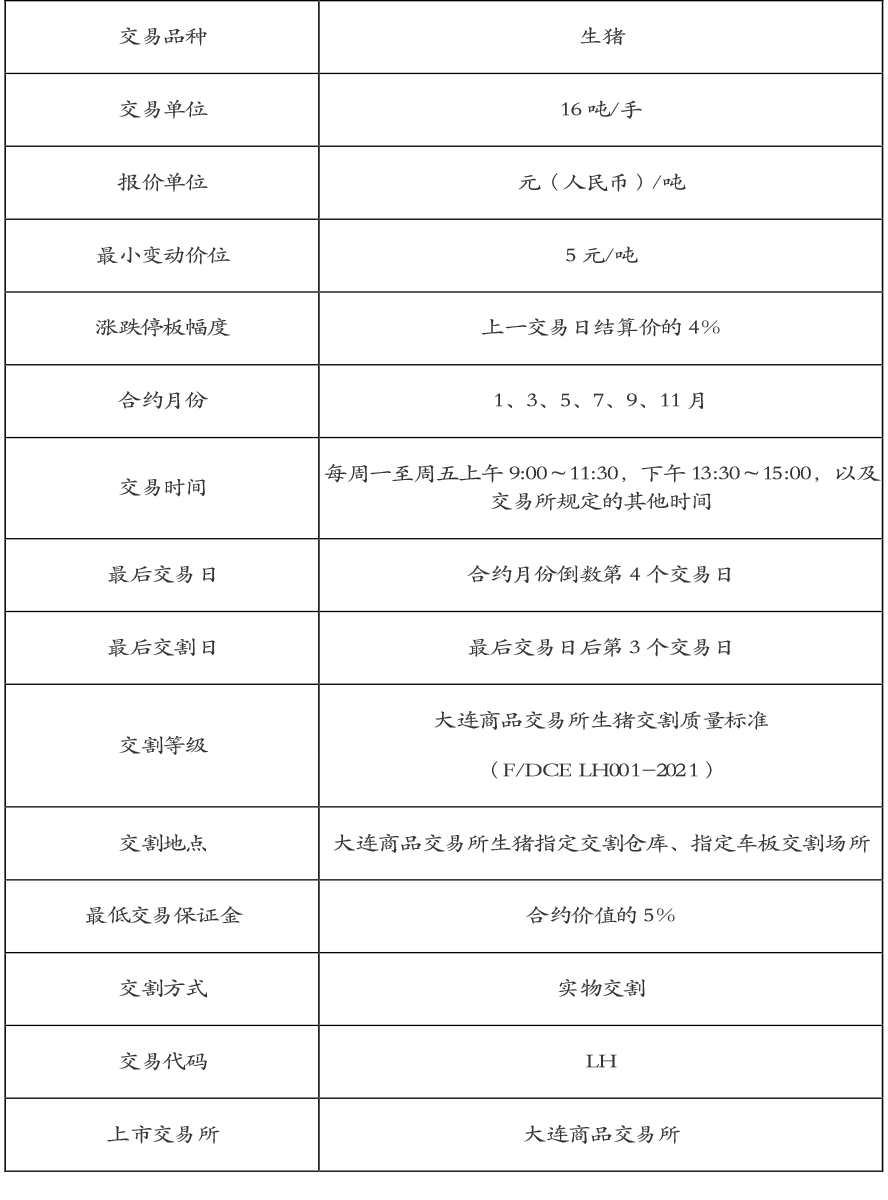 交易品种 生猪
交易单位 16 吨/手
报价单位 元（人民币）/吨
最小变动价位 5 元/吨
涨跌停板幅度 上一交易日结算价的 4%
合约月份 1、3、5、7、9、11 月
交易时间 每周一至周五上午 9:00～11:30，下午 13:30～15:00，以及
交易所规定的其他时间
最后交易日 合约月份倒数第 4 个交易日
最后交割日 最后交易日后第 3 个交易日
交割等级 大连商品交易所生猪交割质量标准
（F/DCE LH001–2021）
交割地点 大连商品交易所生猪指定交割仓库、指定车板交割场所
最低交易保证金 合约价值的 5%
交割方式 实物交割
交易代码 LH
上市交易所 大连商品交易所